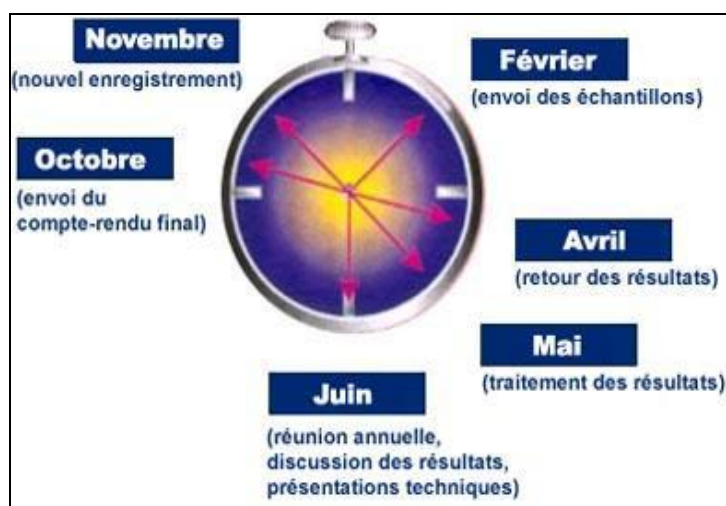 Novembre
(nouvel enregistrement)
Février
(envoi des échantillons)
Octobre
(envoi du
compte-rendu final)
Avril
(retour des résultats)
Mai
(traitement des résultats)
Juin
(réunion annuelle,
discussion des résultats,
présentations techniques)